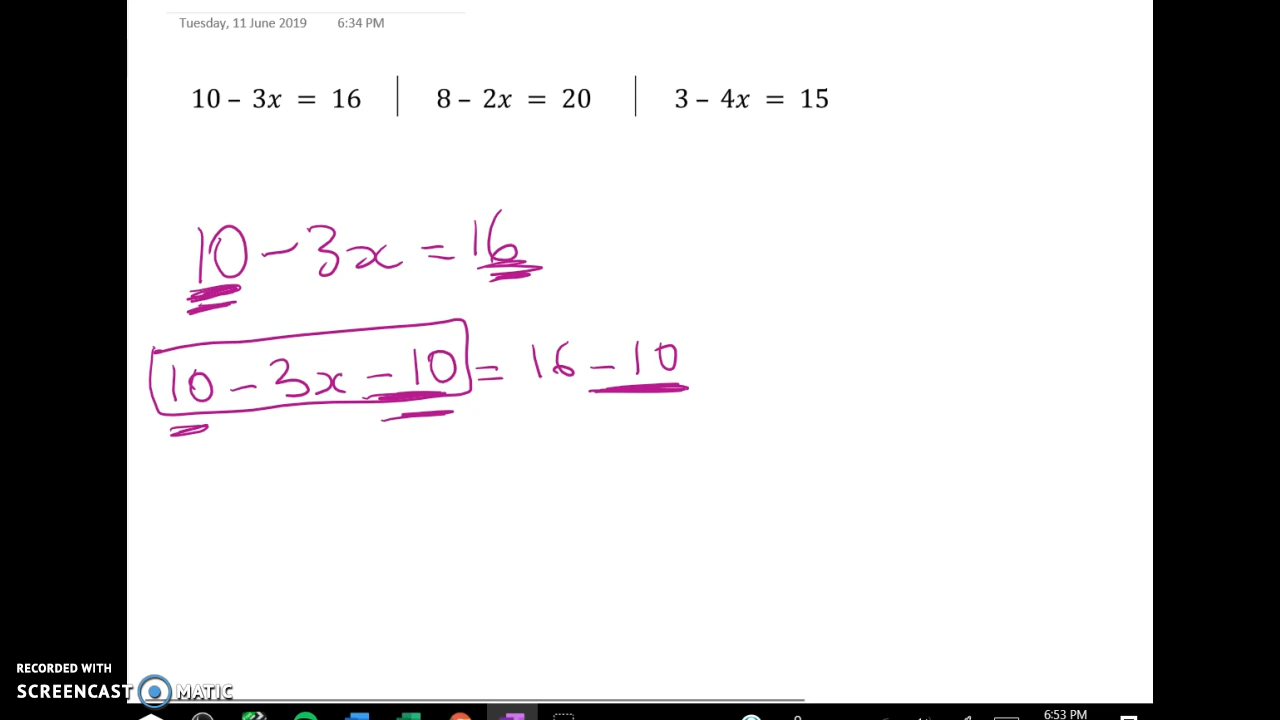 Tuesday, 11 June 2019 6:34 PM
10 – 3x = 16 | 8 – 2x = 20 | 3 – 4x = 15
10 – 3x = 16
10 – 3x – 10 = 16 – 10
RECORDED WITH
SCREENCAST MATIC
6:53 PM